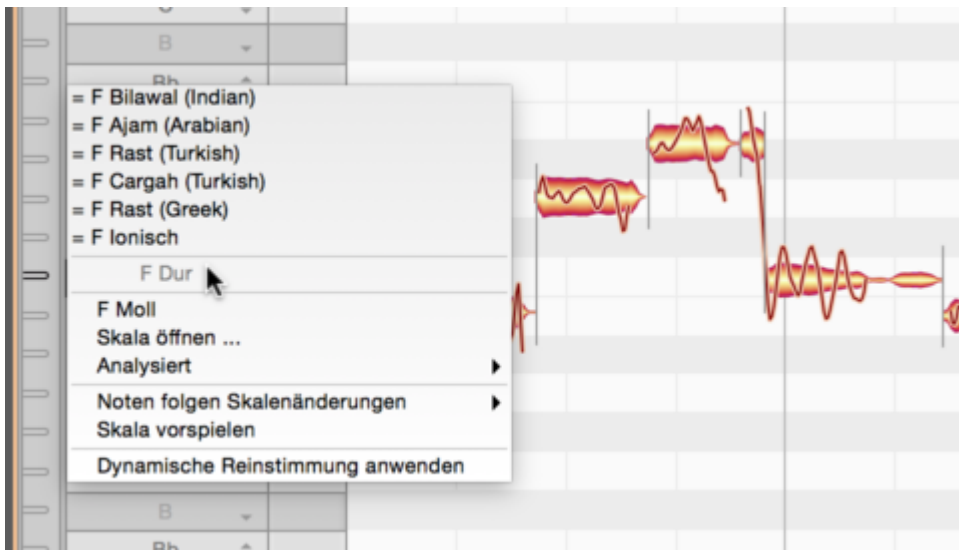 B
Bb
= F Bilawal (Indian)
= F Ajam (Arabian)
= F Rast (Turkish)
= F Cargah (Turkish)
= F Rast (Greek)
= F Ionisch
F Dur
F Moll
Skala öffnen ...
Analysiert
Noten folgen Skalenänderungen
Skala vorspielen
Dynamische Reinstimmung anwenden
B
Bb